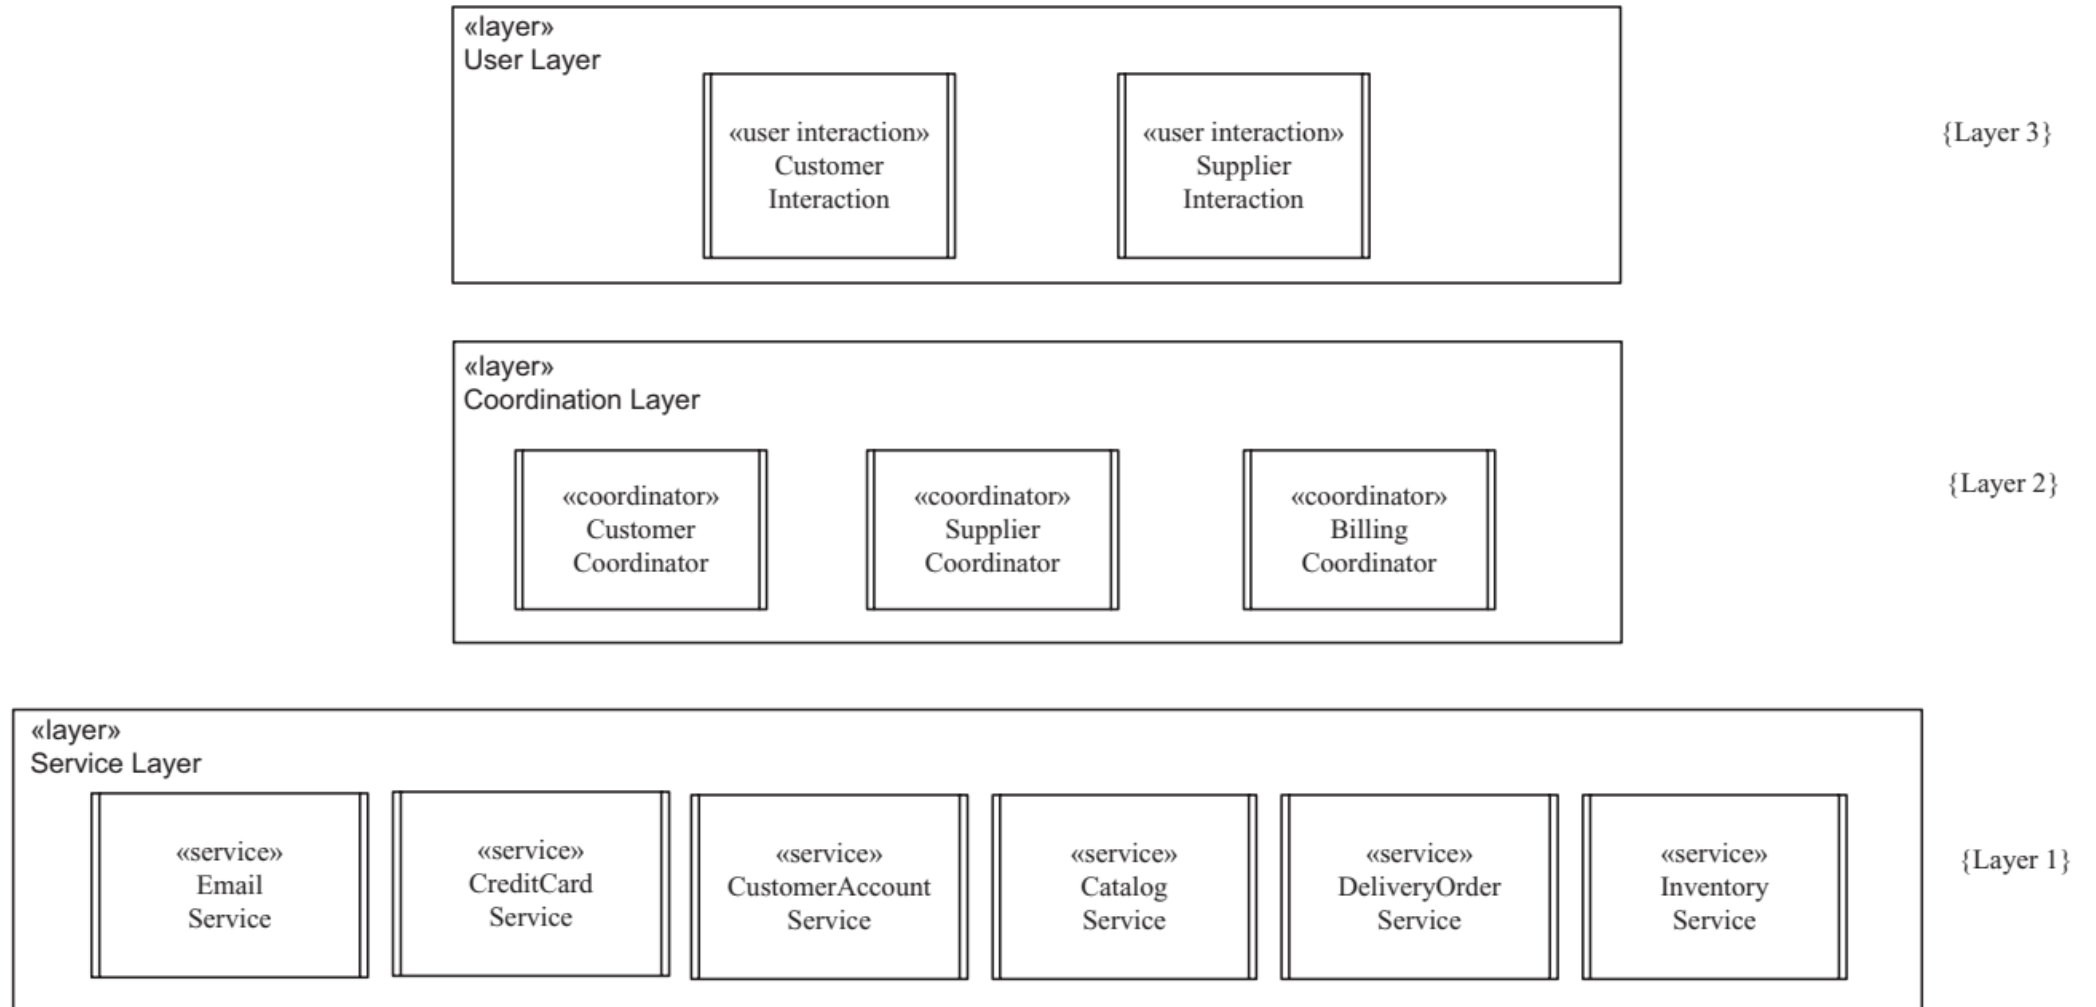 «layer»
User Layer
«user interaction»
Customer
Interaction
«user interaction»
Supplier
Interaction
{Layer 3}
«layer»
Coordination Layer
«coordinator»
Customer
Coordinator
«coordinator»
Supplier
Coordinator
«coordinator»
Billing
Coordinator
{Layer 2}
«layer»
Service Layer
«service»
Email
Service
«service»
CreditCard
Service
«service»
CustomerAccount
Service
«service»
Catalog
Service
«service»
DeliveryOrder
Service
«service»
Inventory
Service
{Layer 1}